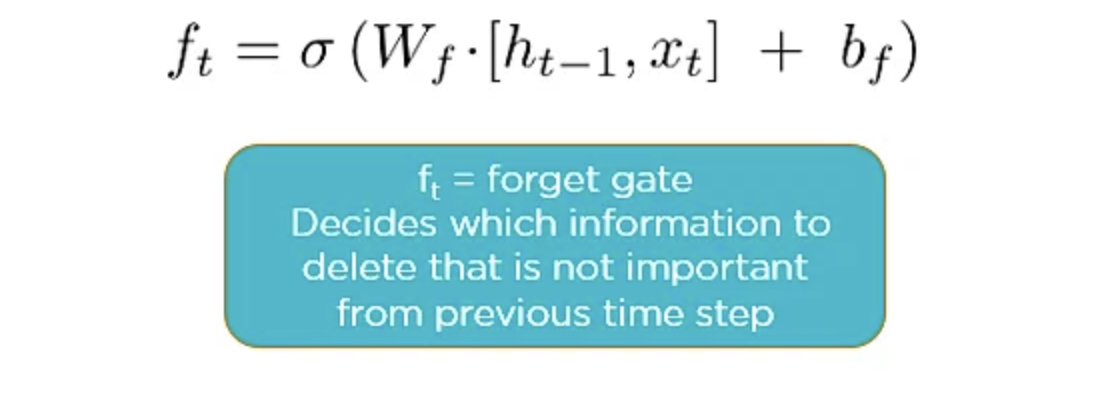 f_t = σ (W_f · [h_{t−1}, x_t] + b_f)
f_t = forget gate
Decides which information to
delete that is not important
from previous time step